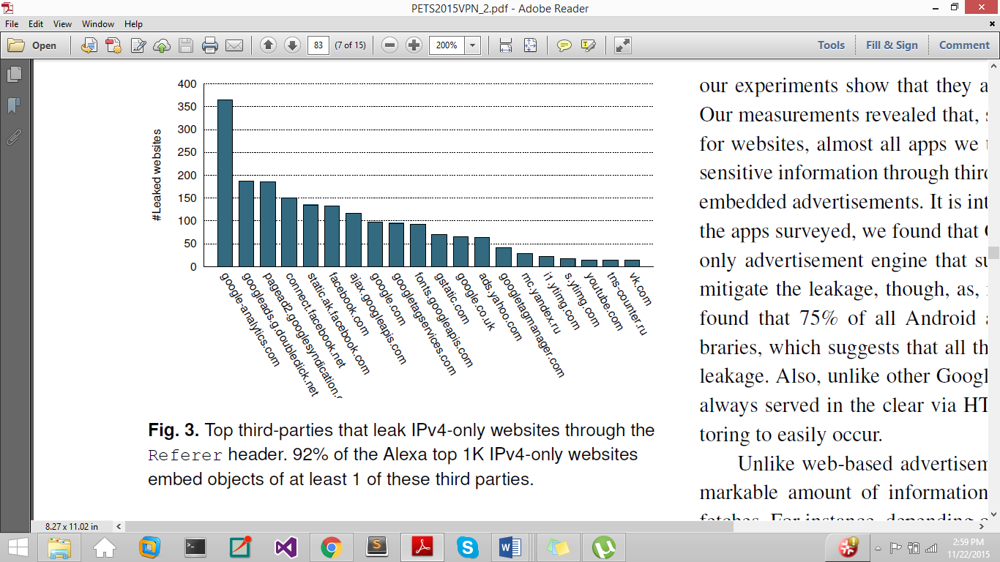 PETS2015VPN_2.pdf - Adobe Reader
File Edit View Window Help
Open 83 (7 of 15) 200% Tools Fill & Sign Comment
#Leaked websites
400
350
300
250
200
150
100
50
0
google-analytics.com
googleads.g.doubleclick.net
pagead2.googlesyndication.
connect.facebook.net
static.ak.facebook.com
facebook.com
ajax.googleapis.com
google.com
googletagservices.com
fonts.googleapis.com
gstatic.com
google.co.uk
ads.yahoo.com
googletagmanager.com
mc.yandex.ru
i1.ytimg.com
s.ytimg.com
youtube.com
tns-counter.ru
vk.com
Fig. 3. Top third-parties that leak IPv4-only websites through the
Referer header. 92% of the Alexa top 1K IPv4-only websites
embed objects of at least 1 of these third parties.
our experiments show that they a
Our measurements revealed that,
for websites, almost all apps we
sensitive information through third
embedded advertisements. It is int
the apps surveyed, we found that
only advertisement engine that su
mitigate the leakage, though, as,
found that 75% of all Android
braries, which suggests that all th
leakage. Also, unlike other Googl
always served in the clear via HT
toring to easily occur.
Unlike web-based advertisem
markable amount of information
fetches. For instance, depending
8.27 x 11.02 in
2:59 PM
11/22/2015